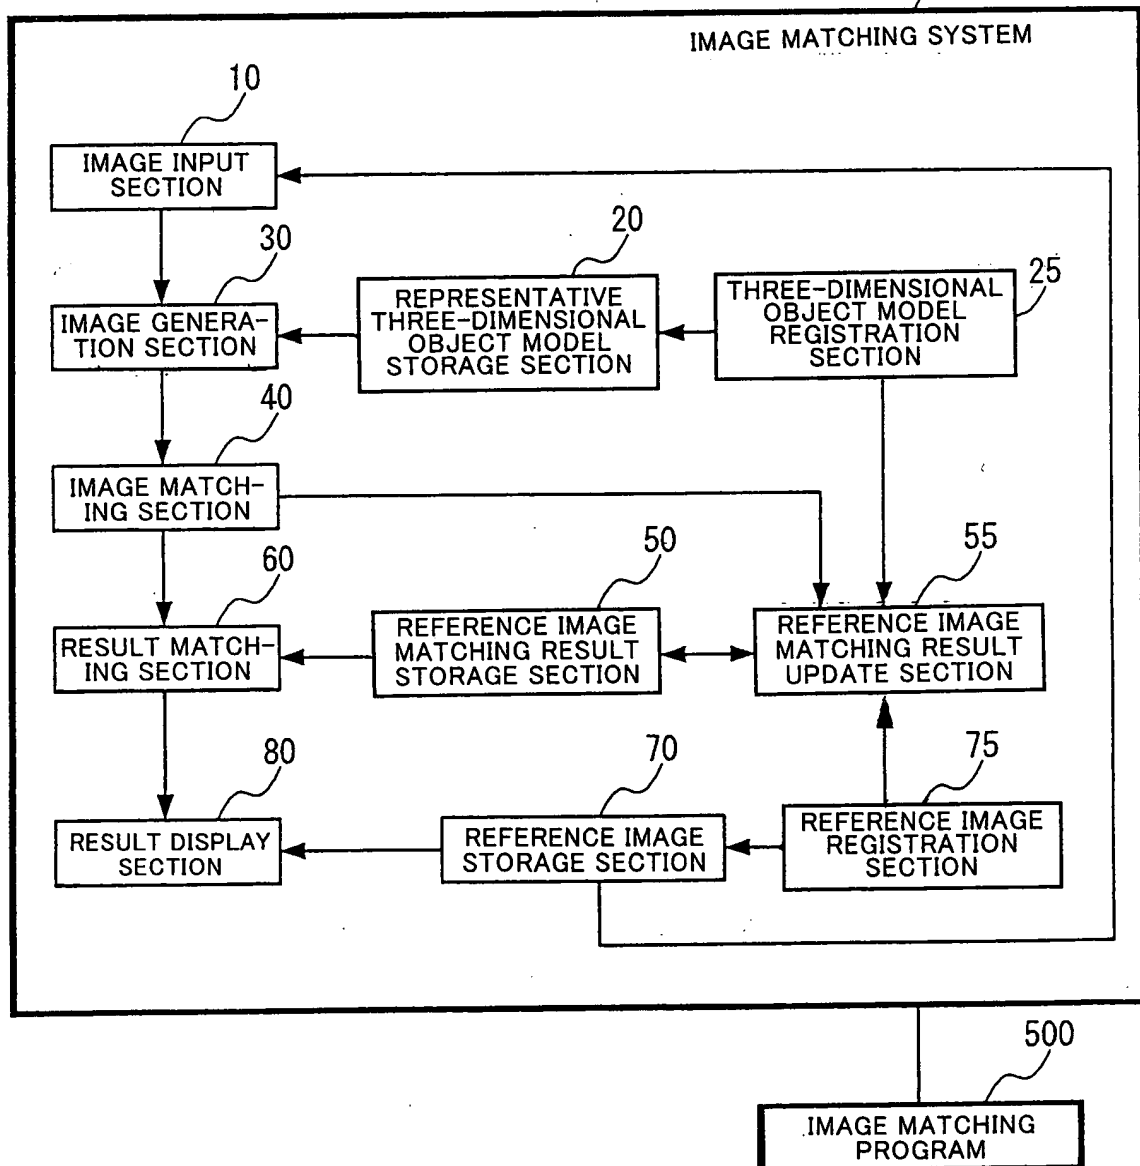 IMAGE MATCHING SYSTEM
10
IMAGE INPUT
SECTION
30
IMAGE GENERA-
TION SECTION
20
REPRESENTATIVE
THREE-DIMENSIONAL
OBJECT MODEL
STORAGE SECTION
25
THREE-DIMENSIONAL
OBJECT MODEL
REGISTRATION
SECTION
40
IMAGE MATCH-
ING SECTION
60
RESULT MATCH-
ING SECTION
50
REFERENCE IMAGE
MATCHING RESULT
STORAGE SECTION
55
REFERENCE IMAGE
MATCHING RESULT
UPDATE SECTION
80
RESULT DISPLAY
SECTION
70
REFERENCE IMAGE
STORAGE SECTION
75
REFERENCE IMAGE
REGISTRATION
SECTION
500
IMAGE MATCHING
PROGRAM